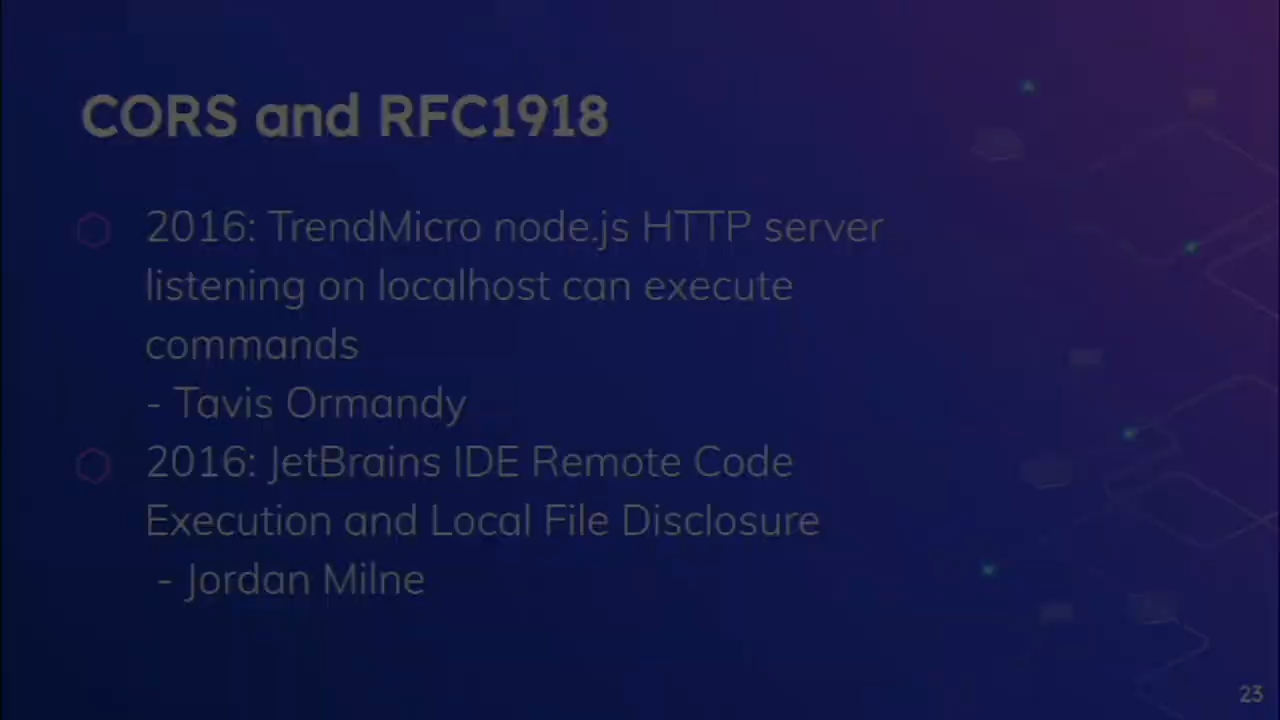 CORS and RFC1918
2016: TrendMicro node.js HTTP server
listening on localhost can execute
commands
- Tavis Ormandy
2016: JetBrains IDE Remote Code
Execution and Local File Disclosure
- Jordan Milne
23